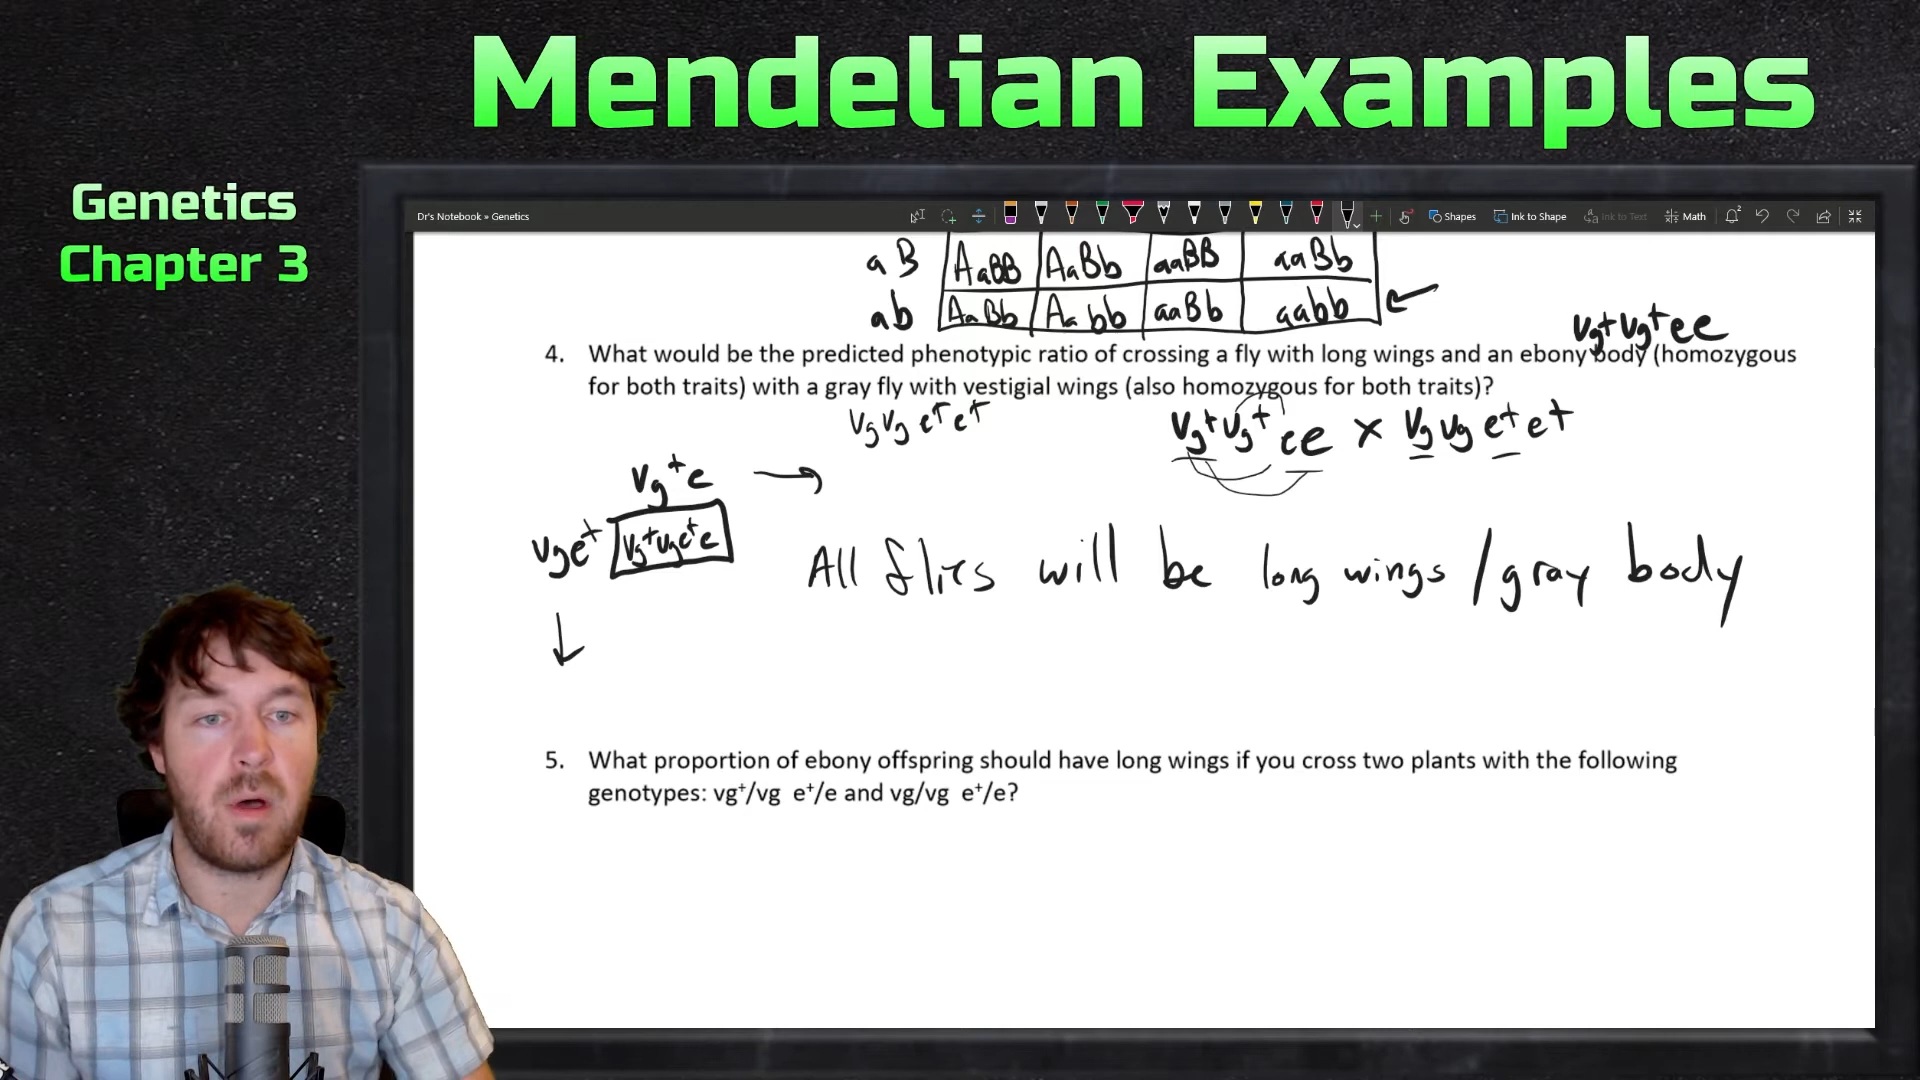 Mendelian Examples
Genetics
Chapter 3
Dr's Notebook » Genetics
Shapes
Ink to Shape
Ink to Text
Math
aB AaBB AaBb aaBB aaBb
ab AaBb Aabb aaBb aabb
vg+vg+ee
4. What would be the predicted phenotypic ratio of crossing a fly with long wings and an ebony body (homozygous
for both traits) with a gray fly with vestigial wings (also homozygous for both traits)?
vgvg e+e+
vg+vg+ ee × vgvg e+e+
vg+e
vge+ vg+vge+e
All flies will be long wings / gray body
5. What proportion of ebony offspring should have long wings if you cross two plants with the following
genotypes: vg⁺/vg e⁺/e and vg/vg e⁺/e?